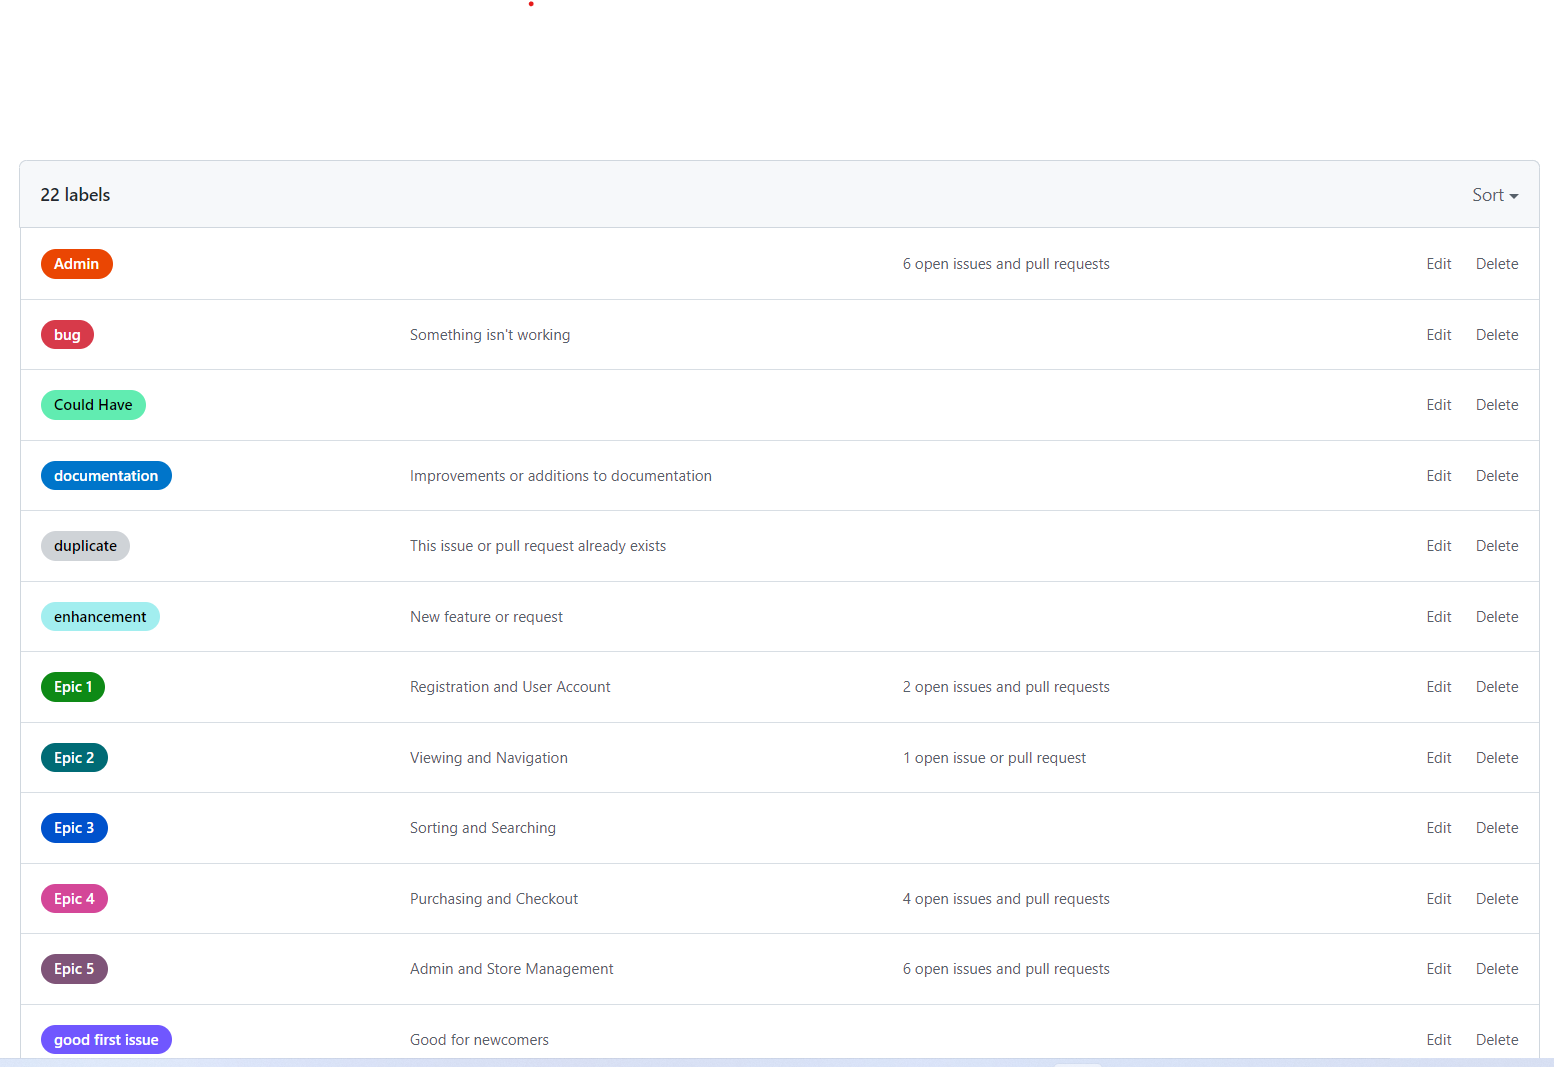 22 labels Sort
Admin 6 open issues and pull requests Edit Delete
bug Something isn't working Edit Delete
Could Have Edit Delete
documentation Improvements or additions to documentation Edit Delete
duplicate This issue or pull request already exists Edit Delete
enhancement New feature or request Edit Delete
Epic 1 Registration and User Account 2 open issues and pull requests Edit Delete
Epic 2 Viewing and Navigation 1 open issue or pull request Edit Delete
Epic 3 Sorting and Searching Edit Delete
Epic 4 Purchasing and Checkout 4 open issues and pull requests Edit Delete
Epic 5 Admin and Store Management 6 open issues and pull requests Edit Delete
good first issue Good for newcomers Edit Delete